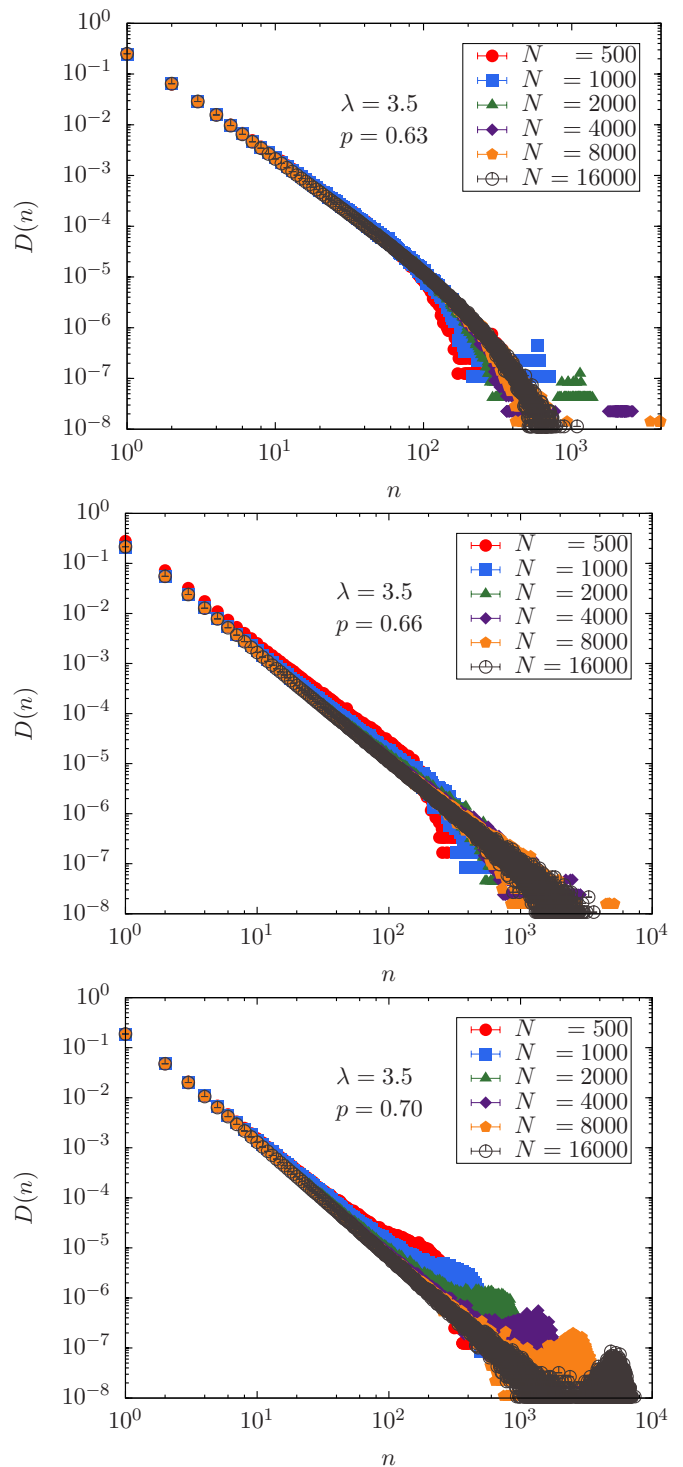 10^0
10^-1
10^-2
10^-3
10^-4
10^-5
10^-6
10^-7
10^-8
D(n)
λ = 3.5
p = 0.63
N = 500
N = 1000
N = 2000
N = 4000
N = 8000
N = 16000
10^0 10^1 10^2 10^3
n
10^0
10^-1
10^-2
10^-3
10^-4
10^-5
10^-6
10^-7
10^-8
D(n)
λ = 3.5
p = 0.66
N = 500
N = 1000
N = 2000
N = 4000
N = 8000
N = 16000
10^0 10^1 10^2 10^3 10^4
n
10^0
10^-1
10^-2
10^-3
10^-4
10^-5
10^-6
10^-7
10^-8
D(n)
λ = 3.5
p = 0.70
N = 500
N = 1000
N = 2000
N = 4000
N = 8000
N = 16000
10^0 10^1 10^2 10^3 10^4
n